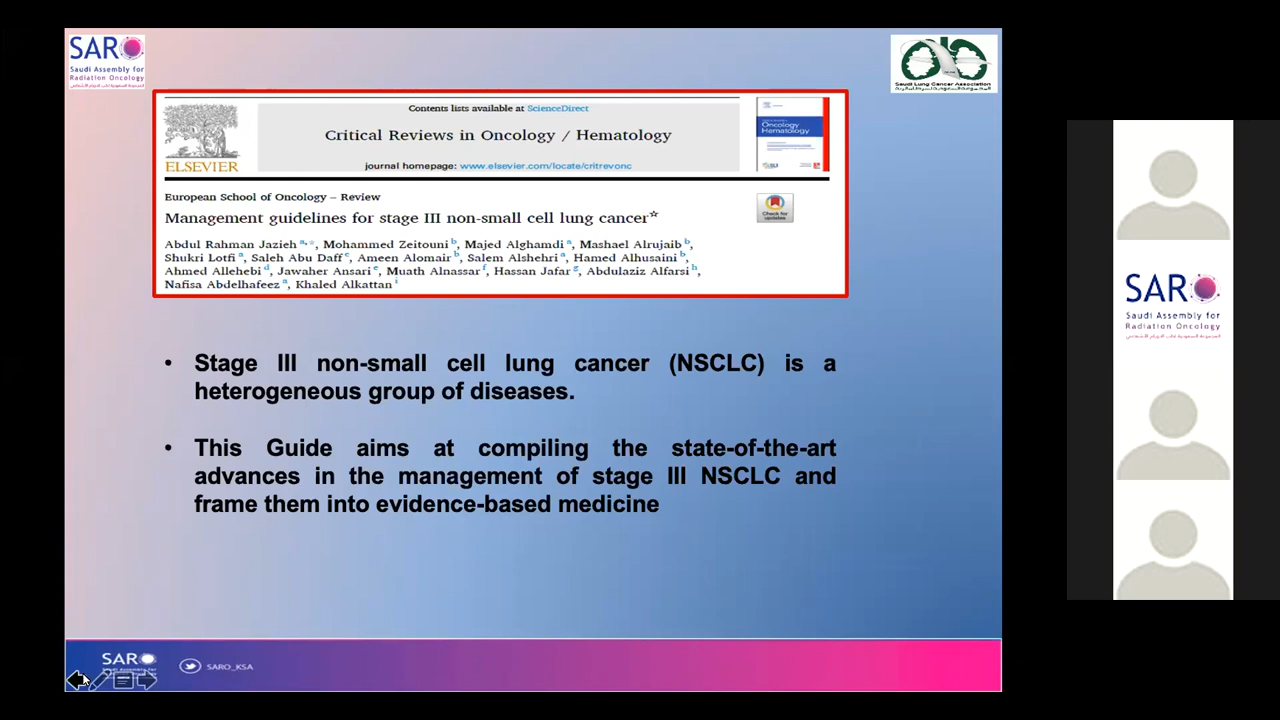 SARO
Saudi Assembly for
Radiation Oncology
Saudi Lung Cancer Association
Contents lists available at ScienceDirect
Critical Reviews in Oncology / Hematology
journal homepage: www.elsevier.com/locate/critrevonc
ELSEVIER
Oncology
Hematology
European School of Oncology – Review
Management guidelines for stage III non-small cell lung cancer☆
Check for
updates
Abdul Rahman Jazieh a,*, Mohammed Zeitouni b, Majed Alghamdi a, Mashael Alrujaib b,
Shukri Lotfi a, Saleh Abu Daff c, Ameen Alomair b, Salem Alshehri a, Hamed Alhusaini b,
Ahmed Allehebi d, Jawaher Ansari e, Muath Alnassar f, Hassan Jafar g, Abdulaziz Alfarsi h,
Nafisa Abdelhafeez a, Khaled Alkattan i
• Stage III non-small cell lung cancer (NSCLC) is a
heterogeneous group of diseases.
• This Guide aims at compiling the state-of-the-art
advances in the management of stage III NSCLC and
frame them into evidence-based medicine
SARO
SARO_KSA
SARO
Saudi Assembly for
Radiation Oncology